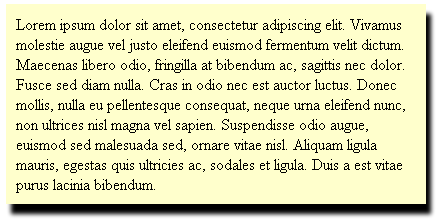 Lorem ipsum dolor sit amet, consectetur adipiscing elit. Vivamus
molestie augue vel justo eleifend euismod fermentum velit dictum.
Maecenas libero odio, fringilla at bibendum ac, sagittis nec dolor.
Fusce sed diam nulla. Cras in odio nec est auctor luctus. Donec
mollis, nulla eu pellentesque consequat, neque urna eleifend nunc,
non ultrices nisl magna vel sapien. Suspendisse odio augue,
euismod sed malesuada sed, ornare vitae nisl. Aliquam ligula
mauris, egestas quis ultricies ac, sodales et ligula. Duis a est vitae
purus lacinia bibendum.